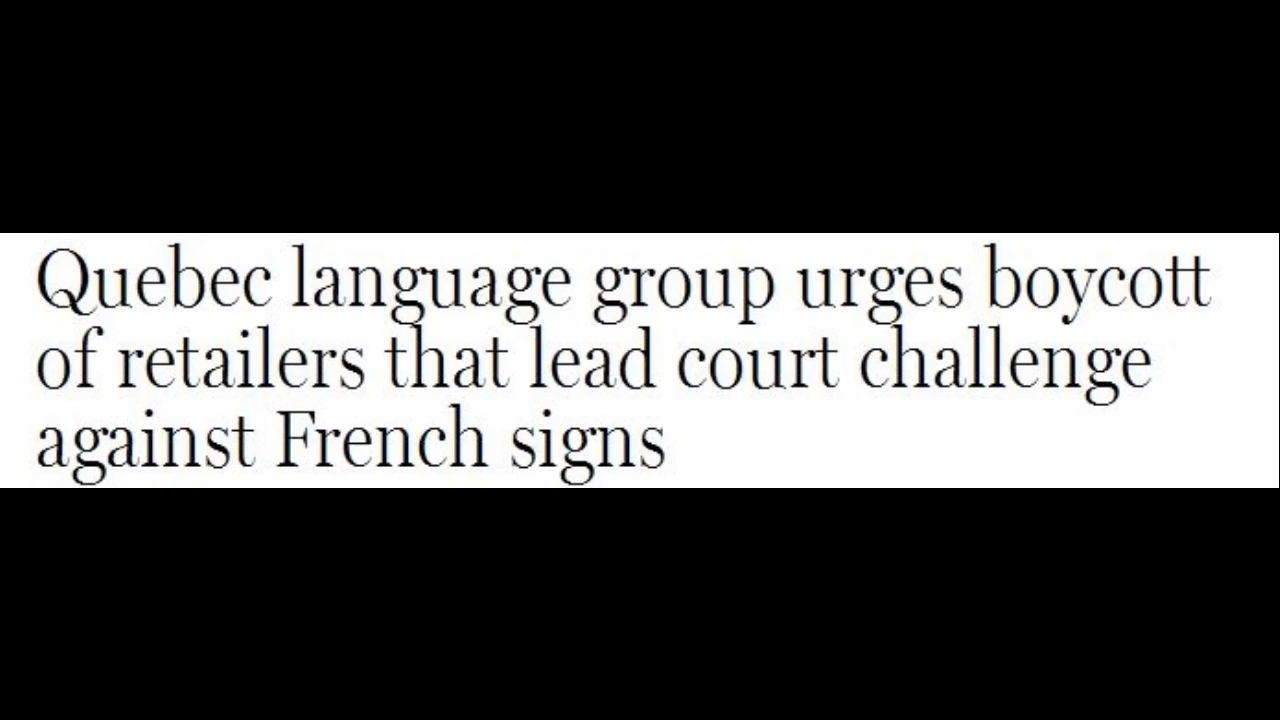 Quebec language group urges boycott
of retailers that lead court challenge
against French signs